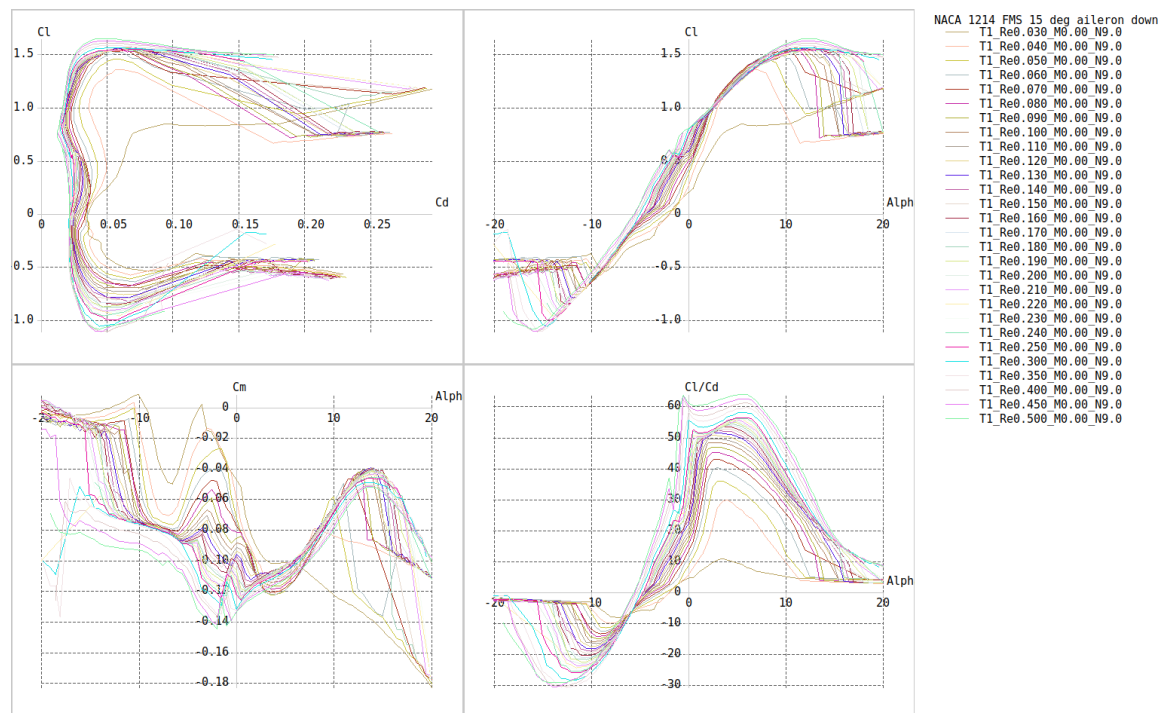 Cl
1.5
1.0
0.5
0
0
0.05
0.10
0.15
0.20
0.25
Cd
0.5
1.0
Cl
1.5
1.0
0.5
0
-20
-10
0
10
20
Alph
-0.5
-1.0
Cm
Alph
-10
0
10
20
0
-0.92
-0.04
-0.06
-0.08
-0.10
-0.14
-0.16
-0.18
Cl/Cd
60
50
40
30
20
10
0
-20
-10
0
10
20
Alph
-10
-20
-30
NACA 1214 FMS 15 deg aileron down
T1_Re0.030_M0.00_N9.0
T1_Re0.040_M0.00_N9.0
T1_Re0.050_M0.00_N9.0
T1_Re0.060_M0.00_N9.0
T1_Re0.070_M0.00_N9.0
T1_Re0.080_M0.00_N9.0
T1_Re0.090_M0.00_N9.0
T1_Re0.100_M0.00_N9.0
T1_Re0.110_M0.00_N9.0
T1_Re0.120_M0.00_N9.0
T1_Re0.130_M0.00_N9.0
T1_Re0.140_M0.00_N9.0
T1_Re0.150_M0.00_N9.0
T1_Re0.160_M0.00_N9.0
T1_Re0.170_M0.00_N9.0
T1_Re0.180_M0.00_N9.0
T1_Re0.190_M0.00_N9.0
T1_Re0.200_M0.00_N9.0
T1_Re0.210_M0.00_N9.0
T1_Re0.220_M0.00_N9.0
T1_Re0.230_M0.00_N9.0
T1_Re0.240_M0.00_N9.0
T1_Re0.250_M0.00_N9.0
T1_Re0.300_M0.00_N9.0
T1_Re0.350_M0.00_N9.0
T1_Re0.400_M0.00_N9.0
T1_Re0.450_M0.00_N9.0
T1_Re0.500_M0.00_N9.0